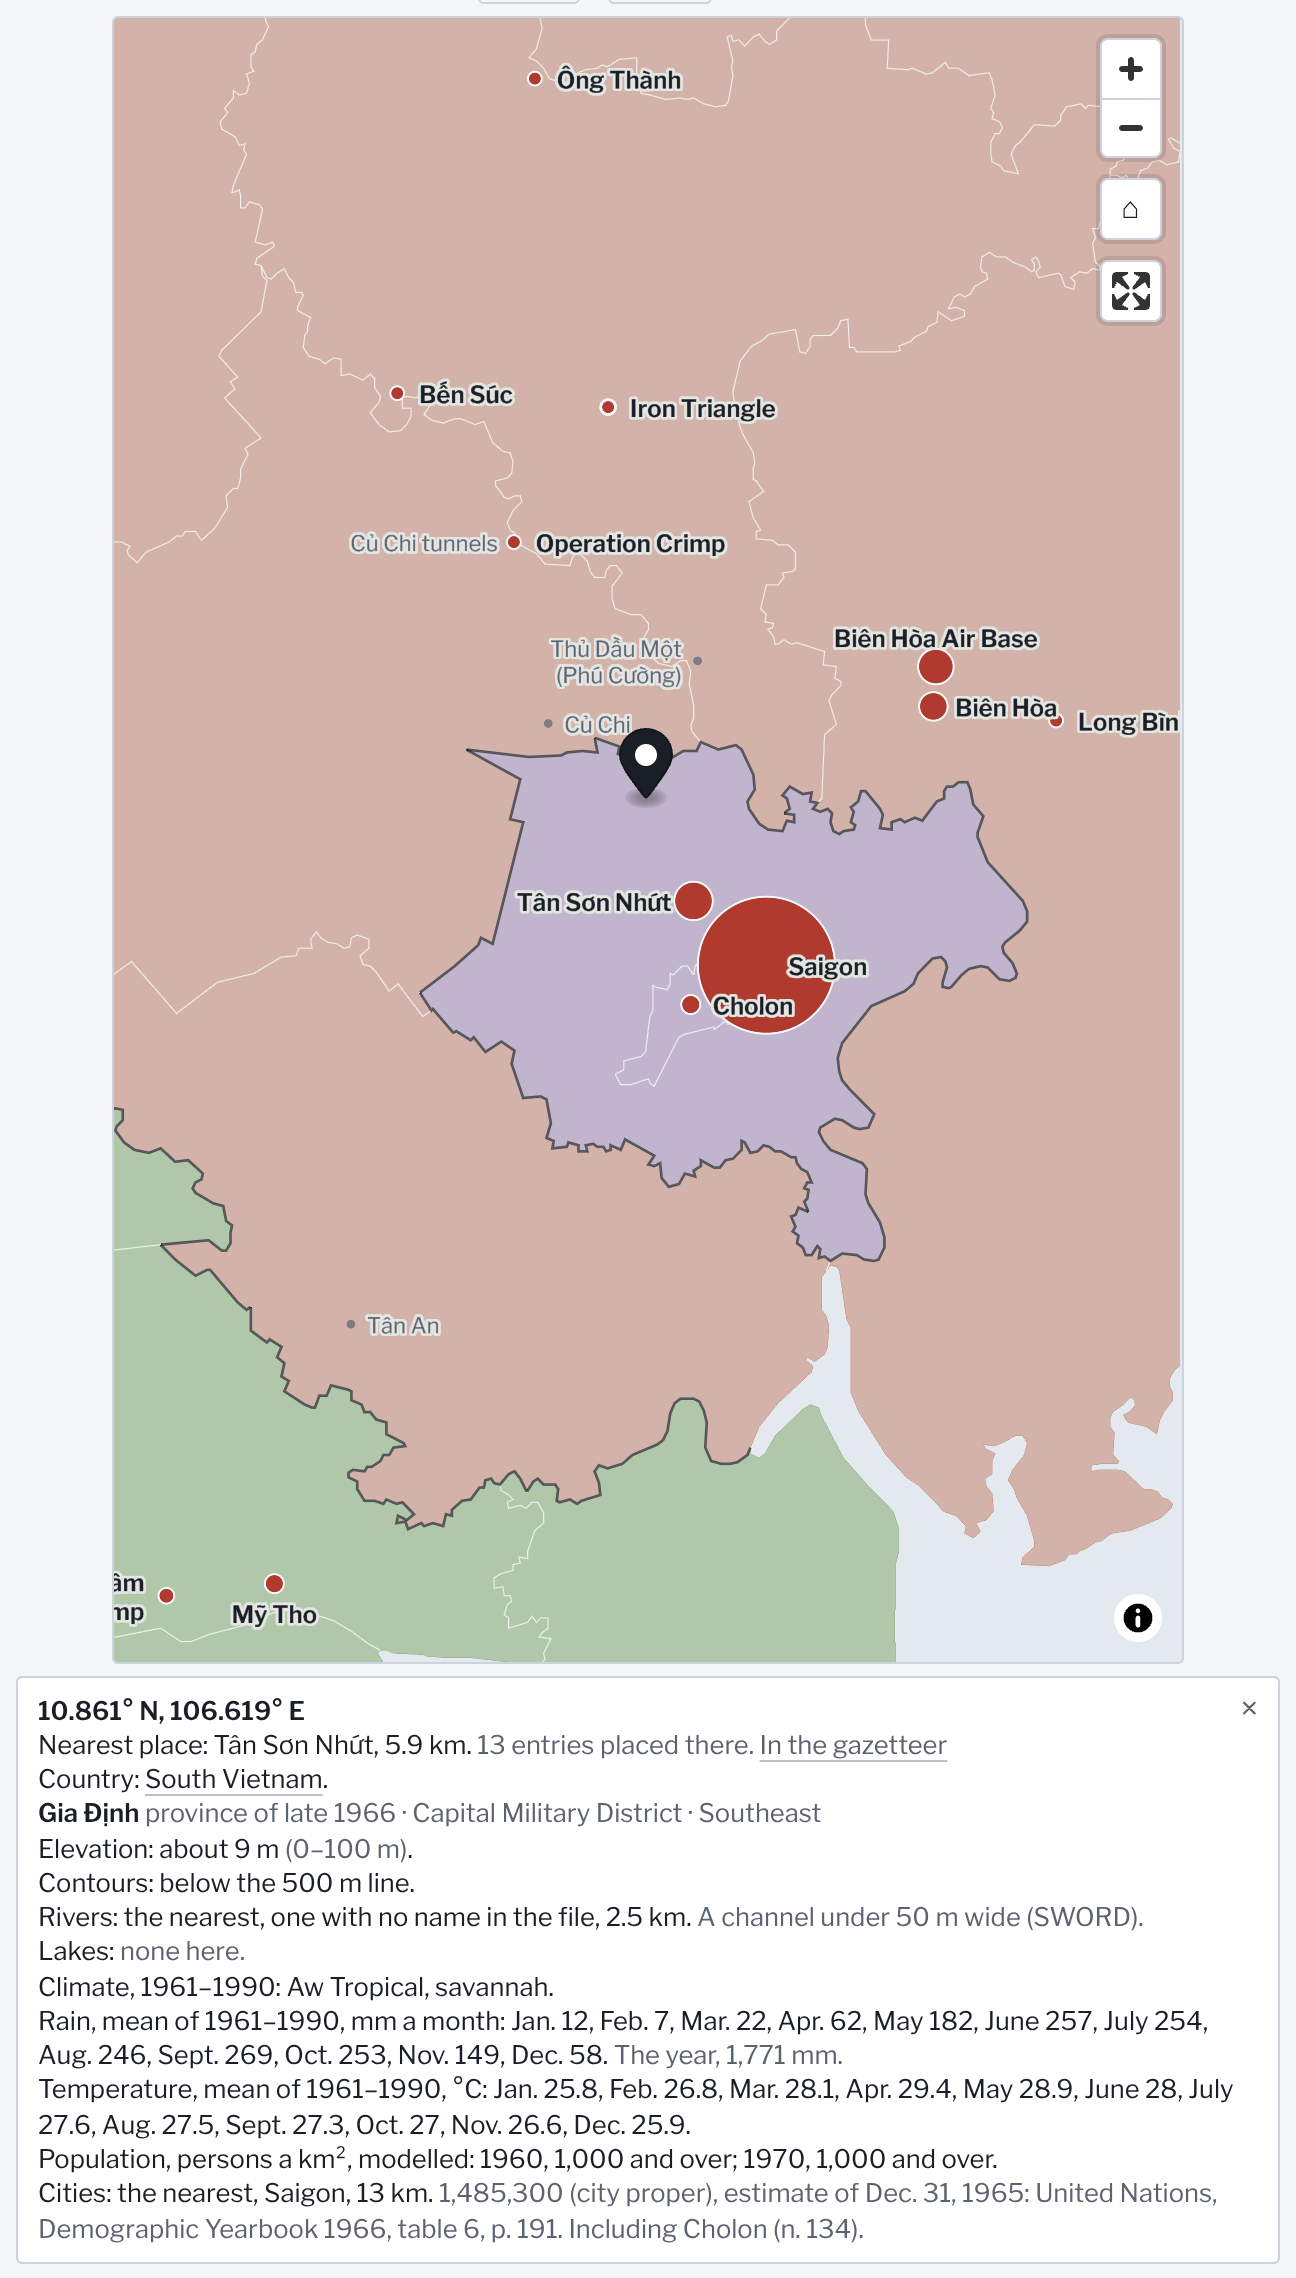 Ông Thành
+
−
Bến Súc
Iron Triangle
Củ Chi tunnels
Operation Crimp
Biên Hòa Air Base
Thủ Dầu Một
(Phú Cường)
Biên Hòa
Long Bìn
Củ Chi
Tân Sơn Nhứt
Saigon
Cholon
Tân An
âm
mp
Mỹ Tho
10.861° N, 106.619° E
×
Nearest place: Tân Sơn Nhứt, 5.9 km. 13 entries placed there. In the gazetteer
Country: South Vietnam.
Gia Định province of late 1966 · Capital Military District · Southeast
Elevation: about 9 m (0–100 m).
Contours: below the 500 m line.
Rivers: the nearest, one with no name in the file, 2.5 km. A channel under 50 m wide (SWORD).
Lakes: none here.
Climate, 1961–1990: Aw Tropical, savannah.
Rain, mean of 1961–1990, mm a month: Jan. 12, Feb. 7, Mar. 22, Apr. 62, May 182, June 257, July 254,
Aug. 246, Sept. 269, Oct. 253, Nov. 149, Dec. 58. The year, 1,771 mm.
Temperature, mean of 1961–1990, °C: Jan. 25.8, Feb. 26.8, Mar. 28.1, Apr. 29.4, May 28.9, June 28, July
27.6, Aug. 27.5, Sept. 27.3, Oct. 27, Nov. 26.6, Dec. 25.9.
Population, persons a km², modelled: 1960, 1,000 and over; 1970, 1,000 and over.
Cities: the nearest, Saigon, 13 km. 1,485,300 (city proper), estimate of Dec. 31, 1965: United Nations,
Demographic Yearbook 1966, table 6, p. 191. Including Cholon (n. 134).